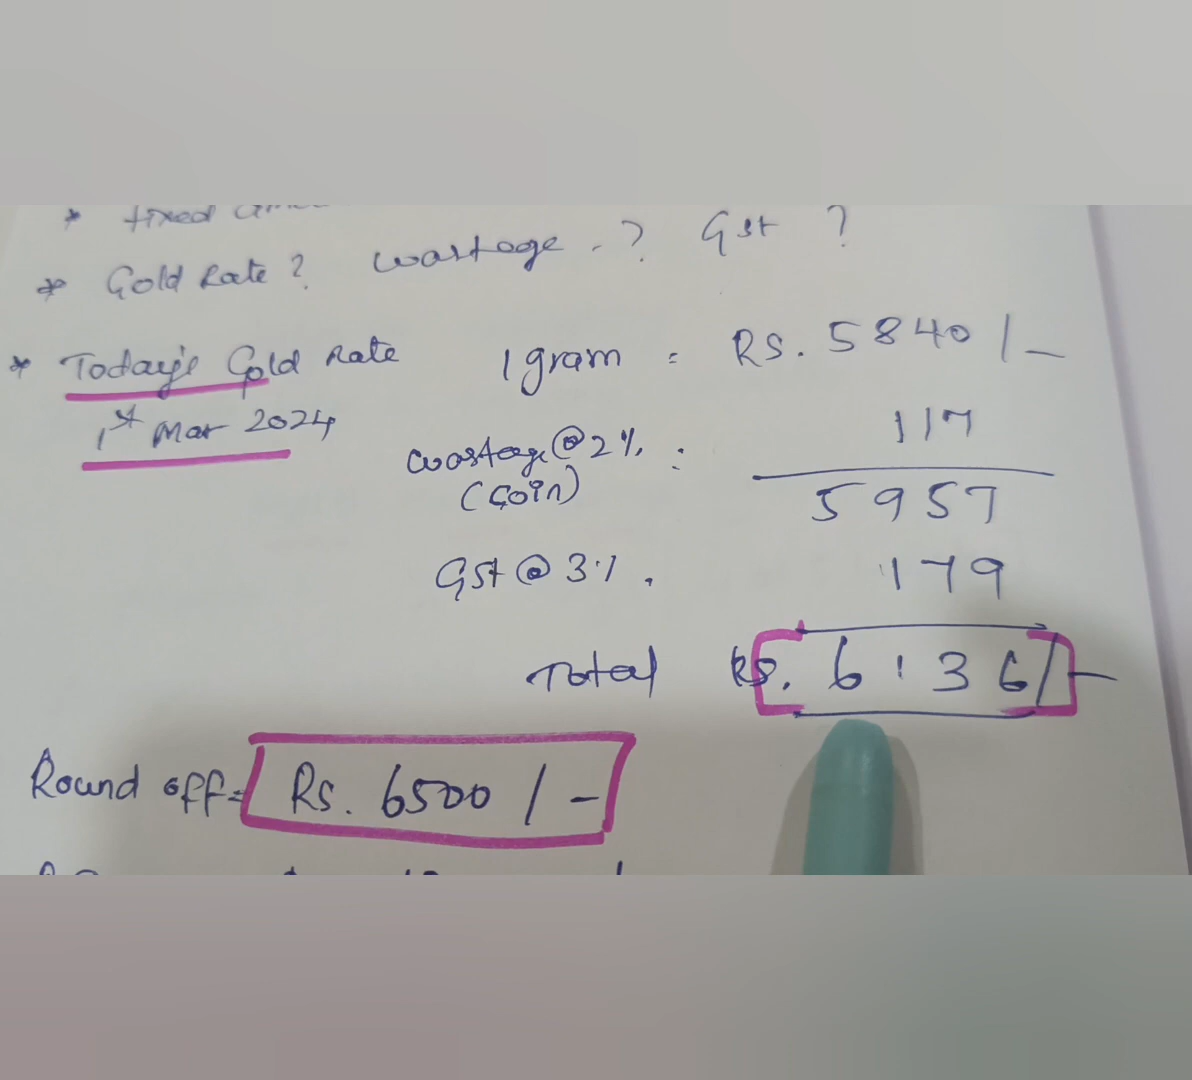 * fixed
* Gold Rate ? wastage . ? Gst ?
* Today's Gold Rate 1 gram = RS. 5840/-
1st Mar 2024
wastage @ 2% : 117
(coin)
5957
Gst @ 3% . 179
Total Rs. 6136/-
Round off = Rs. 6500/-